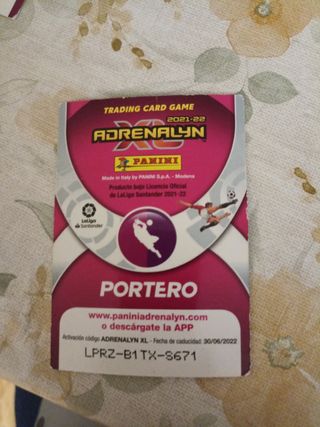 TRADING CARD GAME
2021-22
ADRENALYN
XL
PANINI
Made in Italy by PANINI S.p.A. - Modena
Producto bajo Licencia Oficial
de LaLiga Santander 2021-22
LaLiga
Santander
PORTERO
www.paniniadrenalyn.com
o descárgate la APP
Activación código ADRENALYN XL - Fecha de caducidad: 30/06/2022
LPRZ-B1TX-S671